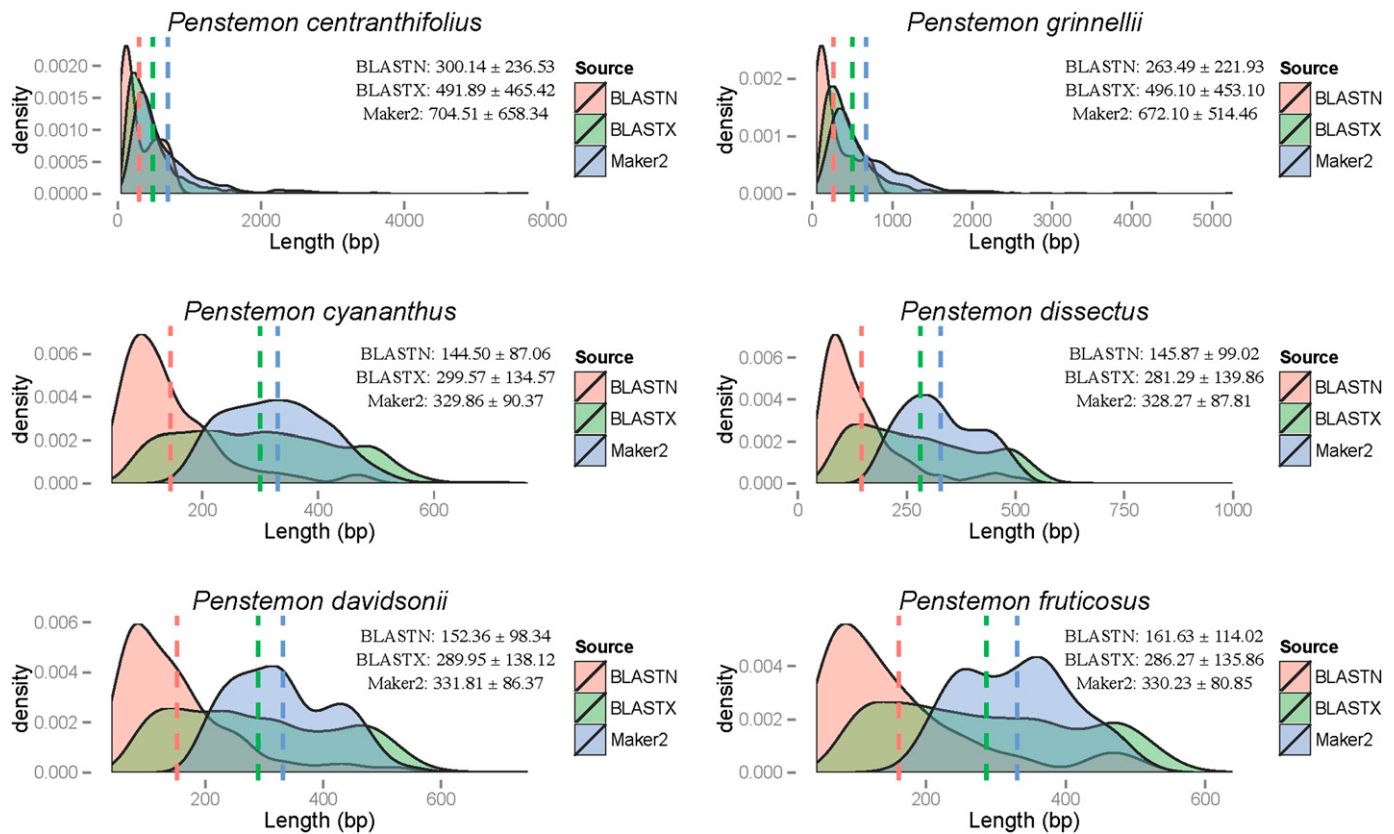 Penstemon centranthifolius
density
0.0020
0.0015
0.0010
0.0005
0.0000
BLASTN: 300.14 ± 236.53
BLASTX: 491.89 ± 465.42
Maker2: 704.51 ± 658.34
Source
BLASTN
BLASTX
Maker2
0 2000 4000 6000
Length (bp)
Penstemon grinnellii
density
0.002
0.001
0.000
BLASTN: 263.49 ± 221.93
BLASTX: 496.10 ± 453.10
Maker2: 672.10 ± 514.46
Source
BLASTN
BLASTX
Maker2
0 1000 2000 3000 4000 5000
Length (bp)
Penstemon cyananthus
density
0.006
0.004
0.002
0.000
BLASTN: 144.50 ± 87.06
BLASTX: 299.57 ± 134.57
Maker2: 329.86 ± 90.37
Source
BLASTN
BLASTX
Maker2
200 400 600
Length (bp)
Penstemon dissectus
density
0.006
0.004
0.002
0.000
BLASTN: 145.87 ± 99.02
BLASTX: 281.29 ± 139.86
Maker2: 328.27 ± 87.81
Source
BLASTN
BLASTX
Maker2
0 250 500 750 1000
Length (bp)
Penstemon davidsonii
density
0.006
0.004
0.002
0.000
BLASTN: 152.36 ± 98.34
BLASTX: 289.95 ± 138.12
Maker2: 331.81 ± 86.37
Source
BLASTN
BLASTX
Maker2
200 400 600
Length (bp)
Penstemon fruticosus
density
0.004
0.002
0.000
BLASTN: 161.63 ± 114.02
BLASTX: 286.27 ± 135.86
Maker2: 330.23 ± 80.85
Source
BLASTN
BLASTX
Maker2
200 400 600
Length (bp)